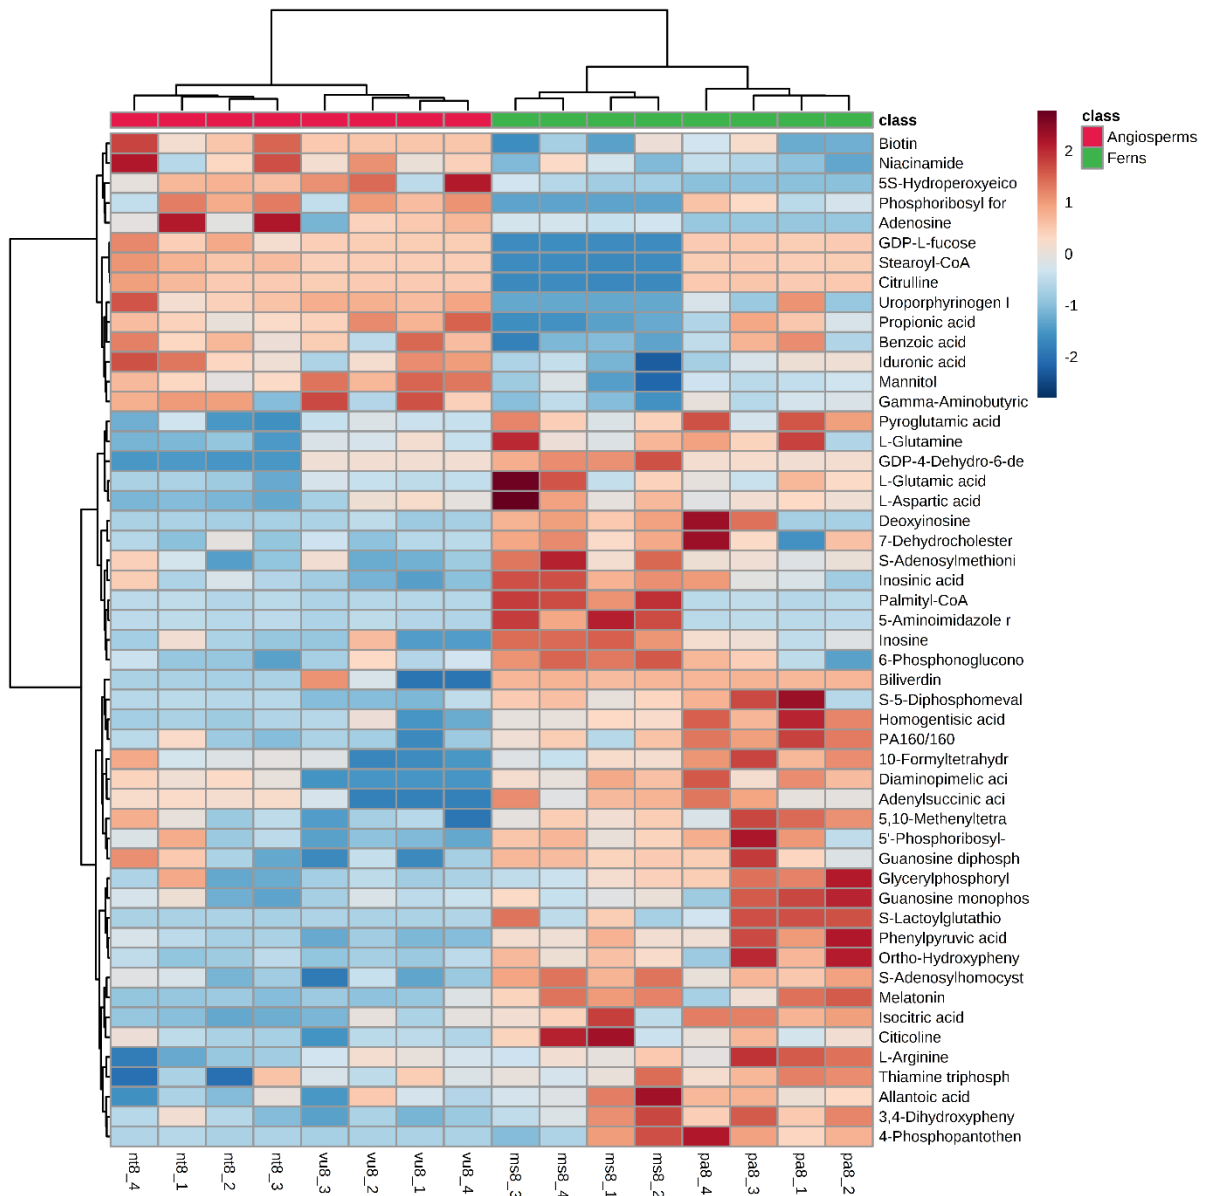 class
Biotin
Niacinamide
5S-Hydroperoxyeico
Phosphoribosyl for
Adenosine
GDP-L-fucose
Stearoyl-CoA
Citrulline
Uroporphyrinogen I
Propionic acid
Benzoic acid
Iduronic acid
Mannitol
Gamma-Aminobutyric
Pyroglutamic acid
L-Glutamine
GDP-4-Dehydro-6-de
L-Glutamic acid
L-Aspartic acid
Deoxyinosine
7-Dehydrocholester
S-Adenosylmethioni
Inosinic acid
Palmityl-CoA
5-Aminoimidazole r
Inosine
6-Phosphonoglucono
Biliverdin
S-5-Diphosphomeval
Homogentisic acid
PA160/160
10-Formyltetrahydr
Diaminopimelic aci
Adenylsuccinic aci
5,10-Methenyltetra
5'-Phosphoribosyl-
Guanosine diphosph
Glycerylphosphoryl
Guanosine monophos
S-Lactoylglutathio
Phenylpyruvic acid
Ortho-Hydroxypheny
S-Adenosylhomocyst
Melatonin
Isocitric acid
Citicoline
L-Arginine
Thiamine triphosph
Allantoic acid
3,4-Dihydroxypheny
4-Phosphopantothen
nt8_4
nt8_1
nt8_2
nt8_3
vu8_3
vu8_2
vu8_1
vu8_4
ms8_3
ms8_4
ms8_1
ms8_2
pa8_4
pa8_3
pa8_1
pa8_2
2
1
0
-1
-2
class
Angiosperms
Ferns